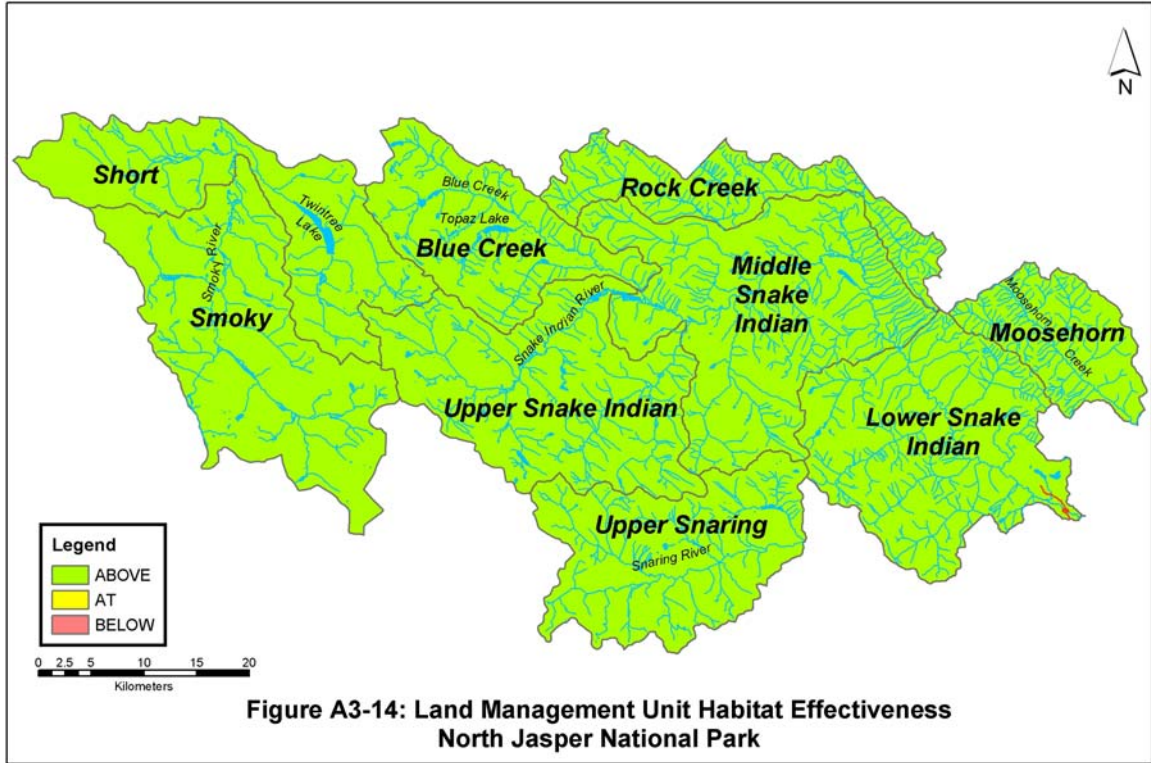 N
Short
Rock Creek
Blue Creek
Topaz Lake
Blue Creek
Twintree
Lake
Smoky River
Smoky
Middle
Snake
Indian
Snake Indian River
Moosehorn
Creek
Moosehorn
Upper Snake Indian
Lower Snake
Indian
Upper Snaring
Snaring River
Legend
ABOVE
AT
BELOW
0 2.5 5 10 15 20
Kilometers
Figure A3-14: Land Management Unit Habitat Effectiveness
North Jasper National Park